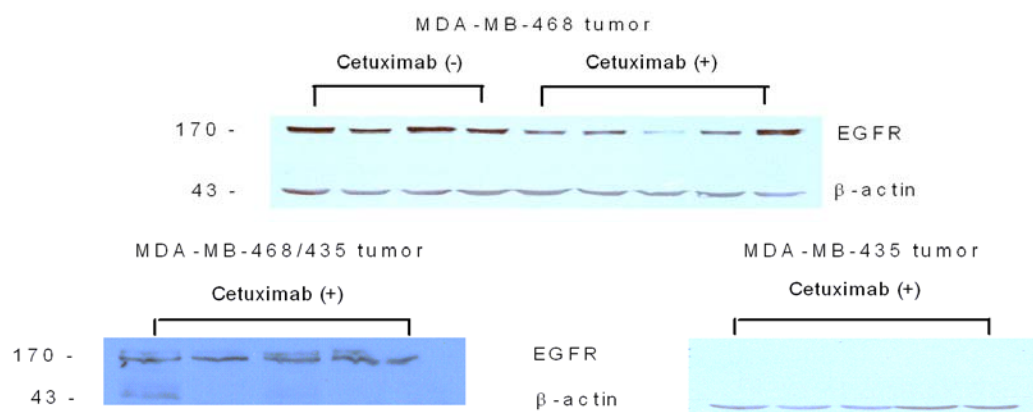 MDA-MB-468 tumor
Cetuximab (-) Cetuximab (+)
170 - EGFR
43 - β-actin
MDA-MB-468/435 tumor MDA-MB-435 tumor
Cetuximab (+) Cetuximab (+)
170 - EGFR
43 - β-actin